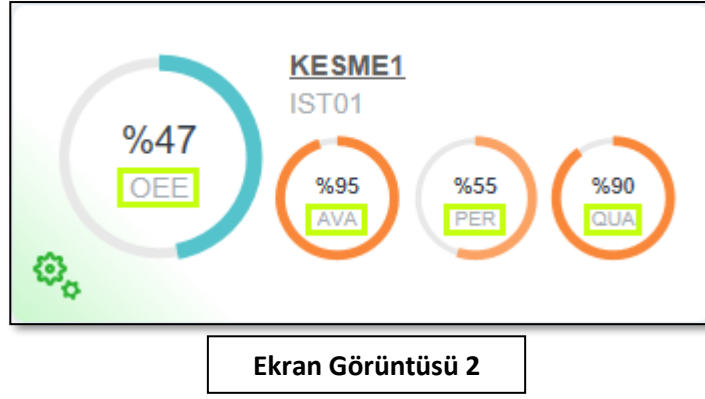 KESME1
IST01
%47
OEE
%95
AVA
%55
PER
%90
QUA
Ekran Görüntüsü 2